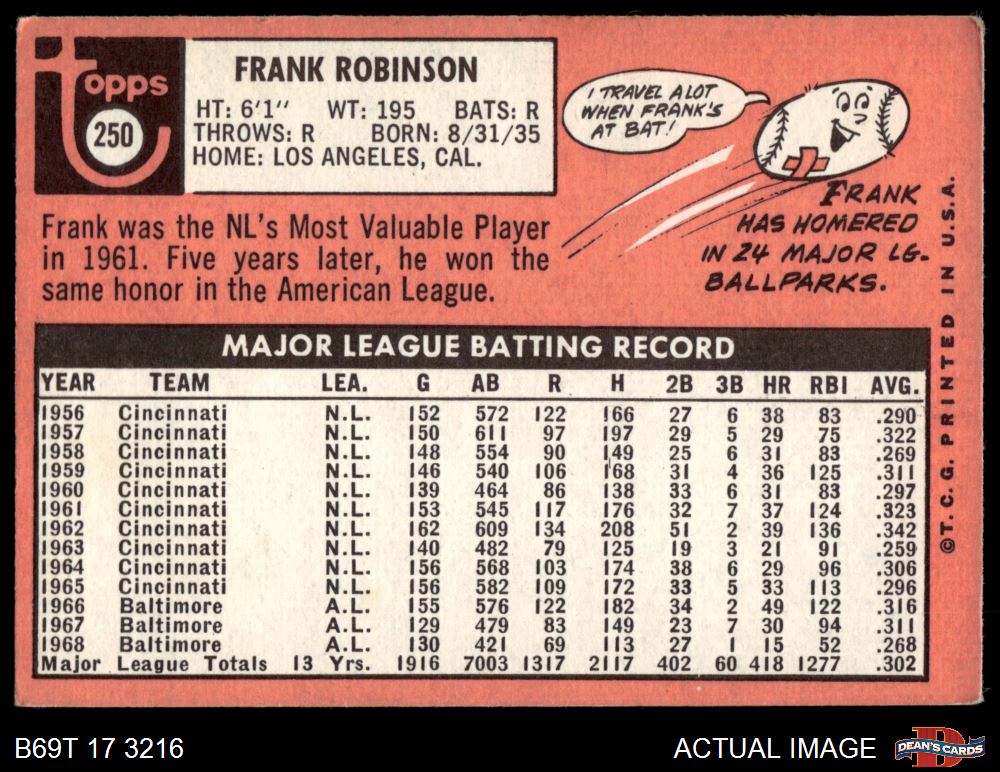 Topps
250
FRANK ROBINSON
HT: 6'1" WT: 195 BATS: R
THROWS: R BORN: 8/31/35
HOME: LOS ANGELES, CAL.
I TRAVEL A LOT
WHEN FRANK'S
AT BAT!
FRANK
HAS HOMERED
IN 24 MAJOR LG.
BALLPARKS.
Frank was the NL's Most Valuable Player
in 1961. Five years later, he won the
same honor in the American League.
MAJOR LEAGUE BATTING RECORD
YEAR TEAM LEA. G AB R H 2B 3B HR RBI AVG.
1956 Cincinnati N.L. 152 572 122 166 27 6 38 83 .290
1957 Cincinnati N.L. 150 611 97 197 29 5 29 75 .322
1958 Cincinnati N.L. 148 554 90 149 25 6 31 83 .269
1959 Cincinnati N.L. 146 540 106 168 31 4 36 125 .311
1960 Cincinnati N.L. 139 464 86 138 33 6 31 83 .297
1961 Cincinnati N.L. 153 545 117 176 32 7 37 124 .323
1962 Cincinnati N.L. 162 609 134 208 51 2 39 136 .342
1963 Cincinnati N.L. 140 482 79 125 19 3 21 91 .259
1964 Cincinnati N.L. 156 568 103 174 38 6 29 96 .306
1965 Cincinnati N.L. 156 582 109 172 33 5 33 113 .296
1966 Baltimore A.L. 155 576 122 182 34 2 49 122 .316
1967 Baltimore A.L. 129 479 83 149 23 7 30 94 .311
1968 Baltimore A.L. 130 421 69 113 27 1 15 52 .268
Major League Totals 13 Yrs. 1916 7003 1317 2117 402 60 418 1277 .302
©T.C.G. PRINTED IN U.S.A.
B69T 17 3216
ACTUAL IMAGE
D
DEAN'S CARDS